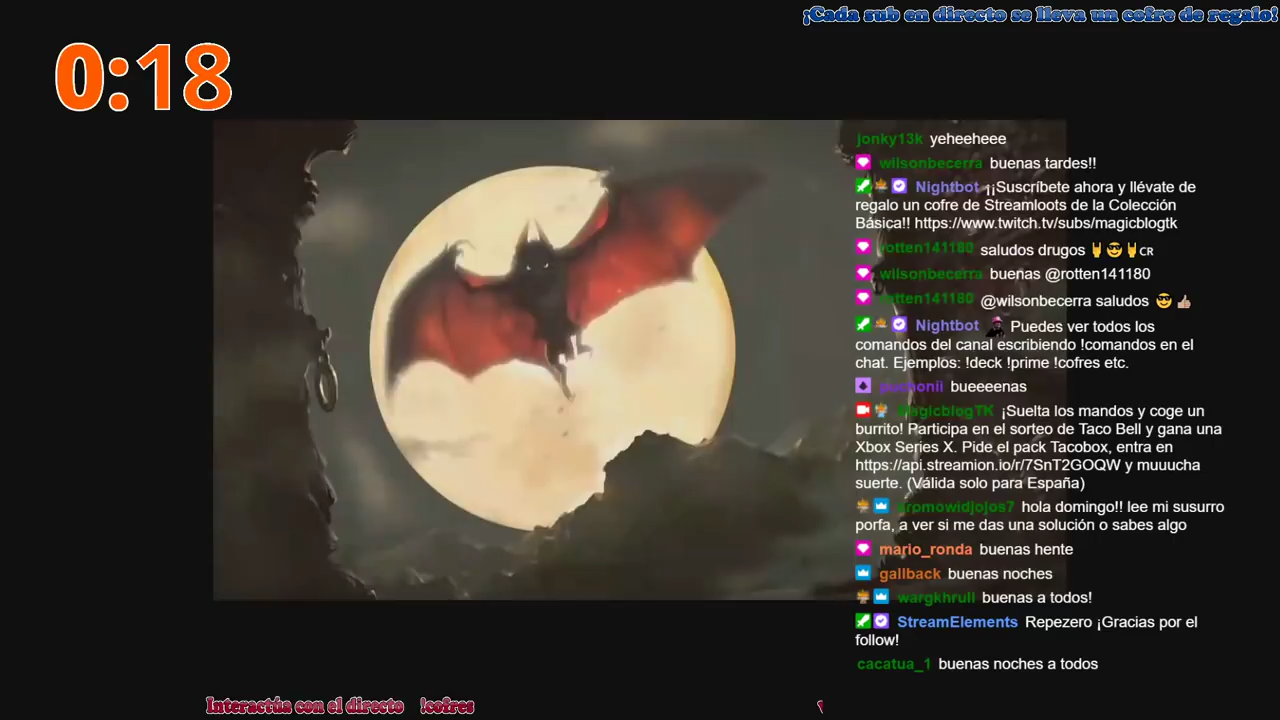 ¡Cada sub en directo se lleva un cofre de regalo!
0:18
jonky13k yeheeheee
wilsonbecerra buenas tardes!!
Nightbot ¡¡Suscríbete ahora y llévate de
regalo un cofre de Streamloots de la Colección
Básica!! https://www.twitch.tv/subs/magicblogtk
rotten141180 saludos drugos 🤘😎🤘CR
wilsonbecerra buenas @rotten141180
rotten141180 @wilsonbecerra saludos 😎👍🏼
Nightbot Puedes ver todos los
comandos del canal escribiendo !comandos en el
chat. Ejemplos: !deck !prime !cofres etc.
bueeeenas
MagicblogTK ¡Suelta los mandos y coge un
burrito! Participa en el sorteo de Taco Bell y gana una
Xbox Series X. Pide el pack Tacobox, entra en
https://api.streamion.io/r/7SnT2GOQW y muuucha
suerte. (Válida solo para España)
hola domingo!! lee mi susurro
porfa, a ver si me das una solución o sabes algo
mario_ronda buenas hente
gallback buenas noches
wargkhrull buenas a todos!
StreamElements Repezero ¡Gracias por el
follow!
cacatua_1 buenas noches a todos
Interactúa con el directo !cofres